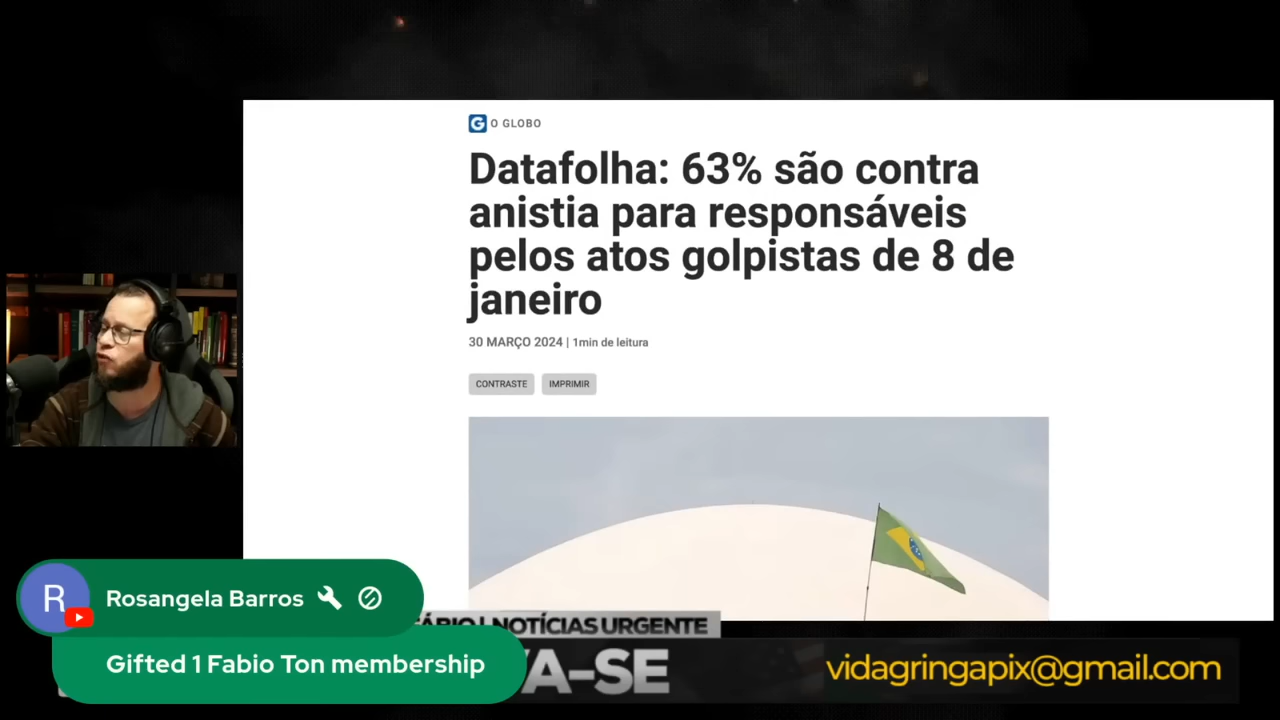 G O GLOBO
Datafolha: 63% são contra
anistia para responsáveis
pelos atos golpistas de 8 de
janeiro
30 MARÇO 2024 | 1min de leitura
CONTRASTE IMPRIMIR
R Rosangela Barros
Gifted 1 Fabio Ton membership
NOTÍCIAS URGENTE
A-SE
vidagringapix@gmail.com